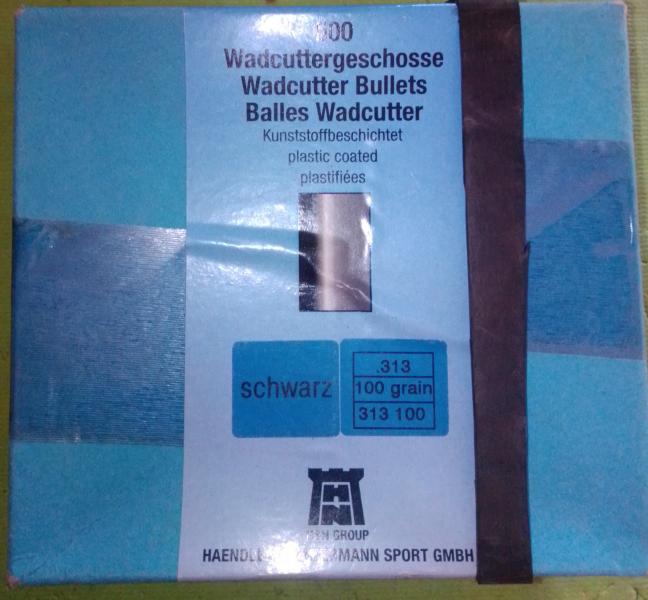 500
Wadcuttergeschosse
Wadcutter Bullets
Balles Wadcutter
Kunststoffbeschichtet
plastic coated
plastifiées
schwarz
.313
100 grain
313 100
GROUP
SPORT GMBH